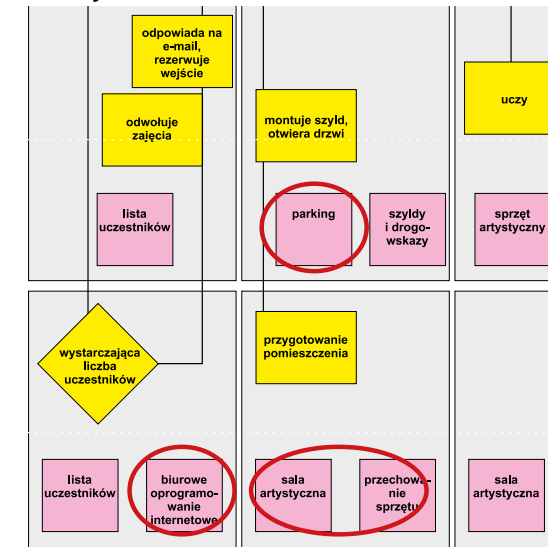 odpowiada na
e-mail,
rezerwuje
wejście
odwołuje
zajęcia
montuje szyld,
otwiera drzwi
uczy
lista
uczestników
parking
szyldy
i drogo-
wskazy
sprzęt
artystyczny
wystarczająca
liczba
uczestników
przygotowanie
pomieszczenia
lista
uczestników
biurowe
oprogramo-
wanie
internetowe
sala
artystyczna
przechowa-
nie
sprzętu
sala
artystyczna